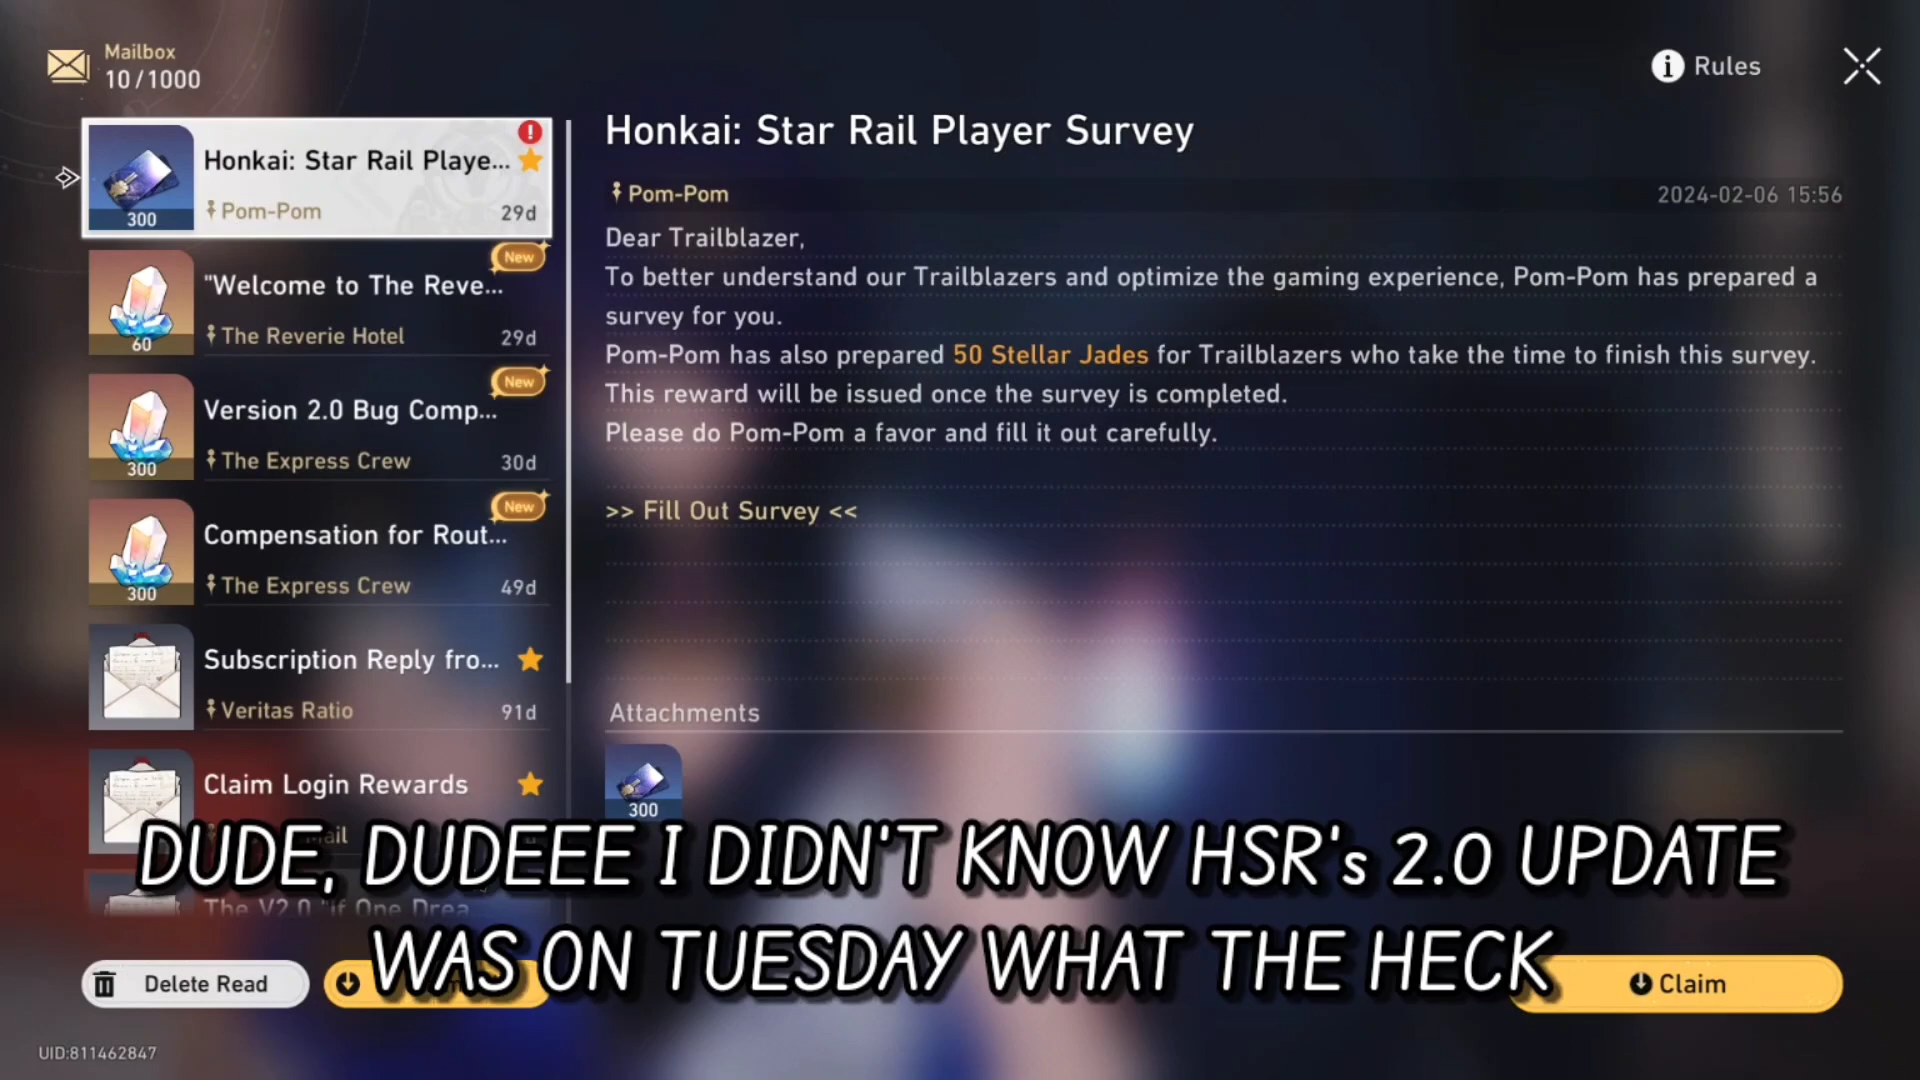 Mailbox
10/1000
Rules
Honkai: Star Rail Playe...
Pom-Pom
29d
300
New
"Welcome to The Reve...
The Reverie Hotel
29d
60
New
Version 2.0 Bug Comp...
The Express Crew
30d
300
New
Compensation for Rout...
The Express Crew
49d
300
Subscription Reply fro...
Veritas Ratio
91d
Claim Login Rewards
The V2.0 "If One Drea...
Delete Read
Honkai: Star Rail Player Survey
Pom-Pom
2024-02-06 15:56
Dear Trailblazer,
To better understand our Trailblazers and optimize the gaming experience, Pom-Pom has prepared a
survey for you.
Pom-Pom has also prepared 50 Stellar Jades for Trailblazers who take the time to finish this survey.
This reward will be issued once the survey is completed.
Please do Pom-Pom a favor and fill it out carefully.
>> Fill Out Survey <<
Attachments
300
DUDE, DUDEEE I DIDN'T KNOW HSR's 2.0 UPDATE
WAS ON TUESDAY WHAT THE HECK
Claim
UID:811462847